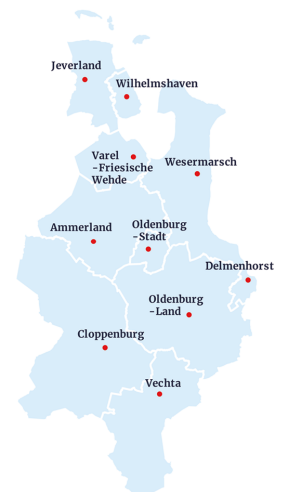 Jeverland
Wilhelmshaven
Varel
-Friesische
Wehde
Wesermarsch
Ammerland
Oldenburg
-Stadt
Delmenhorst
Oldenburg
-Land
Cloppenburg
Vechta